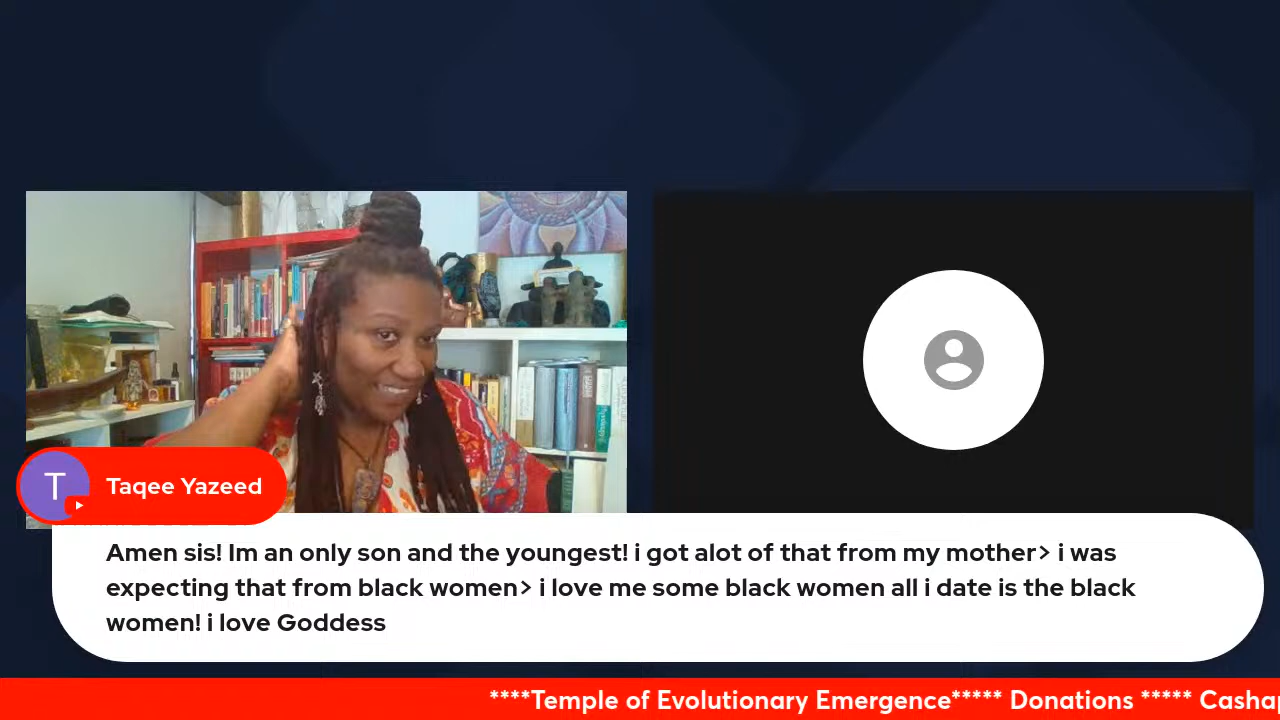 T
Taqee Yazeed
Amen sis! Im an only son and the youngest! i got alot of that from my mother> i was
expecting that from black women> i love me some black women all i date is the black
women! i love Goddess
****Temple of Evolutionary Emergence***** Donations ***** Casha